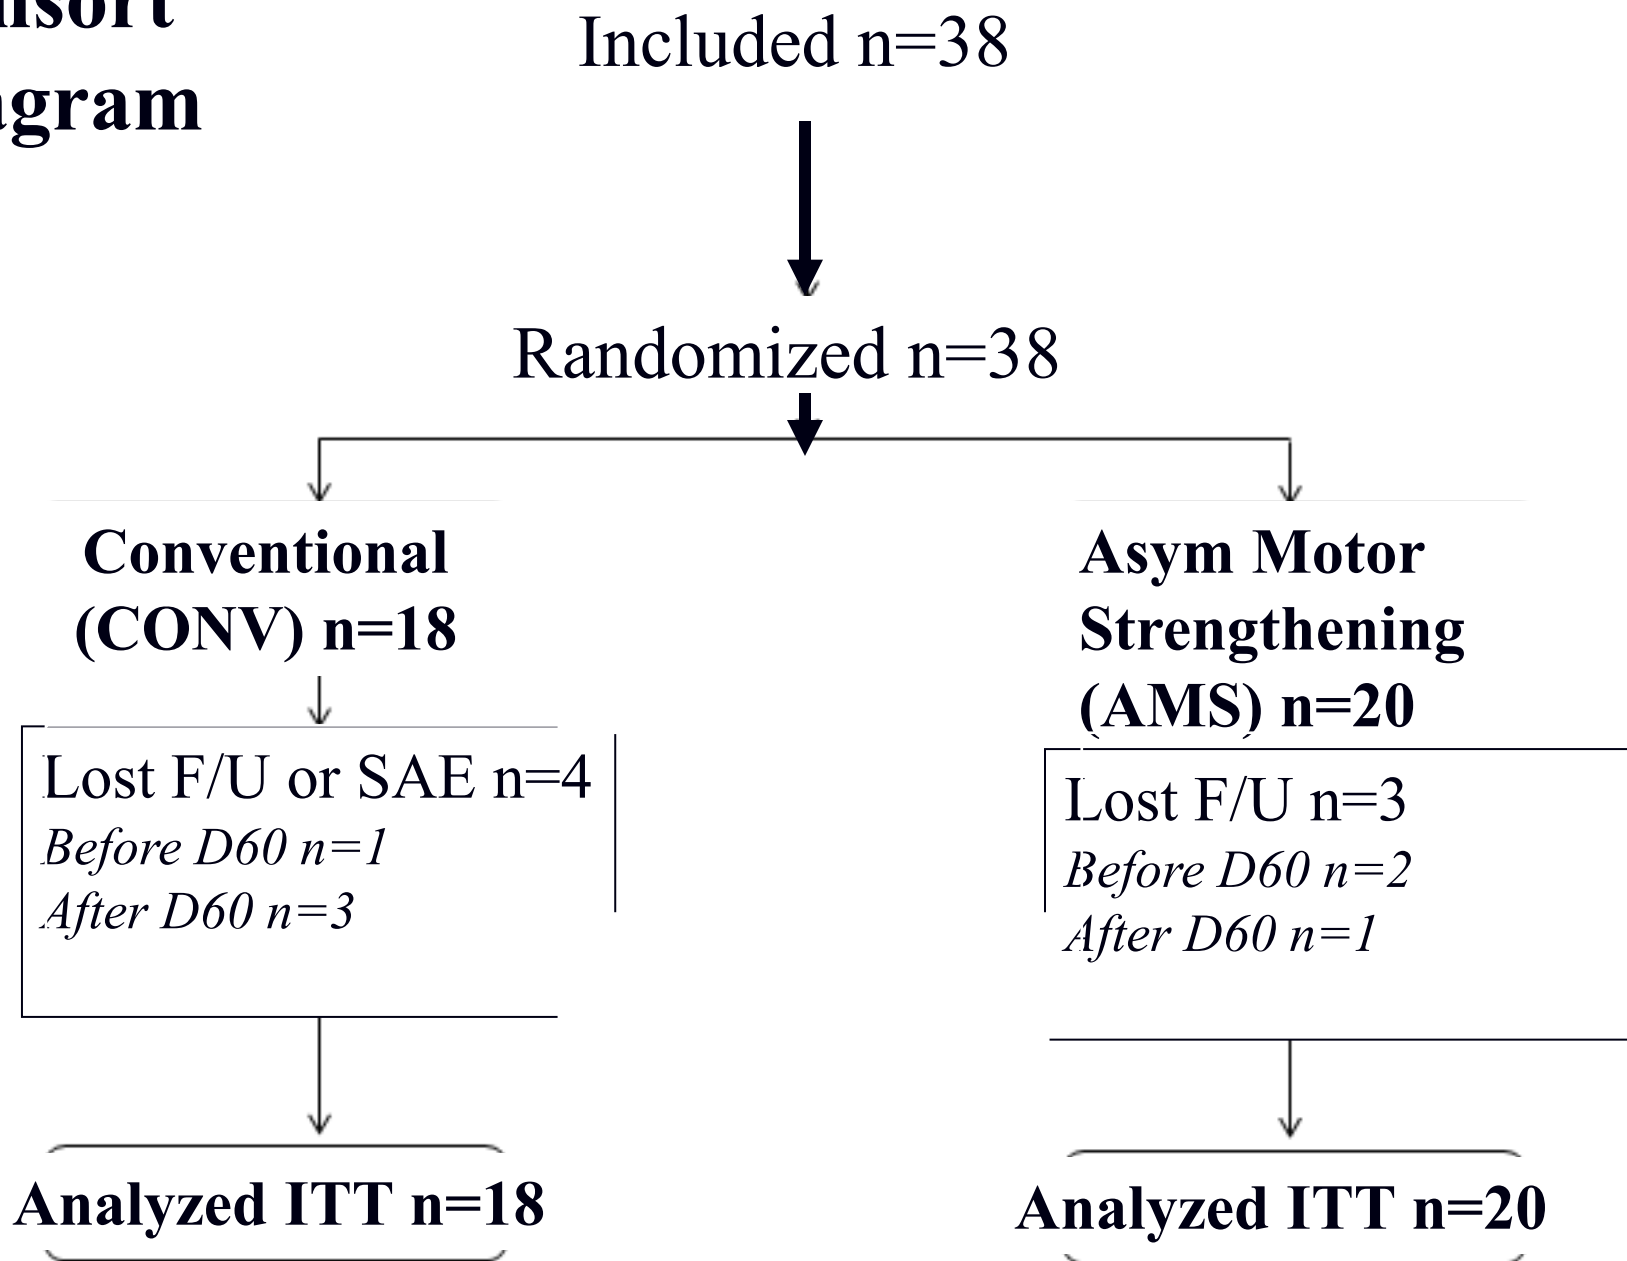 nsort
agram
Included n=38
Randomized n=38
Conventional
(CONV) n=18
Asym Motor
Strengthening
(AMS) n=20
Lost F/U or SAE n=4
Before D60 n=1
After D60 n=3
Lost F/U n=3
Before D60 n=2
After D60 n=1
Analyzed ITT n=18
Analyzed ITT n=20